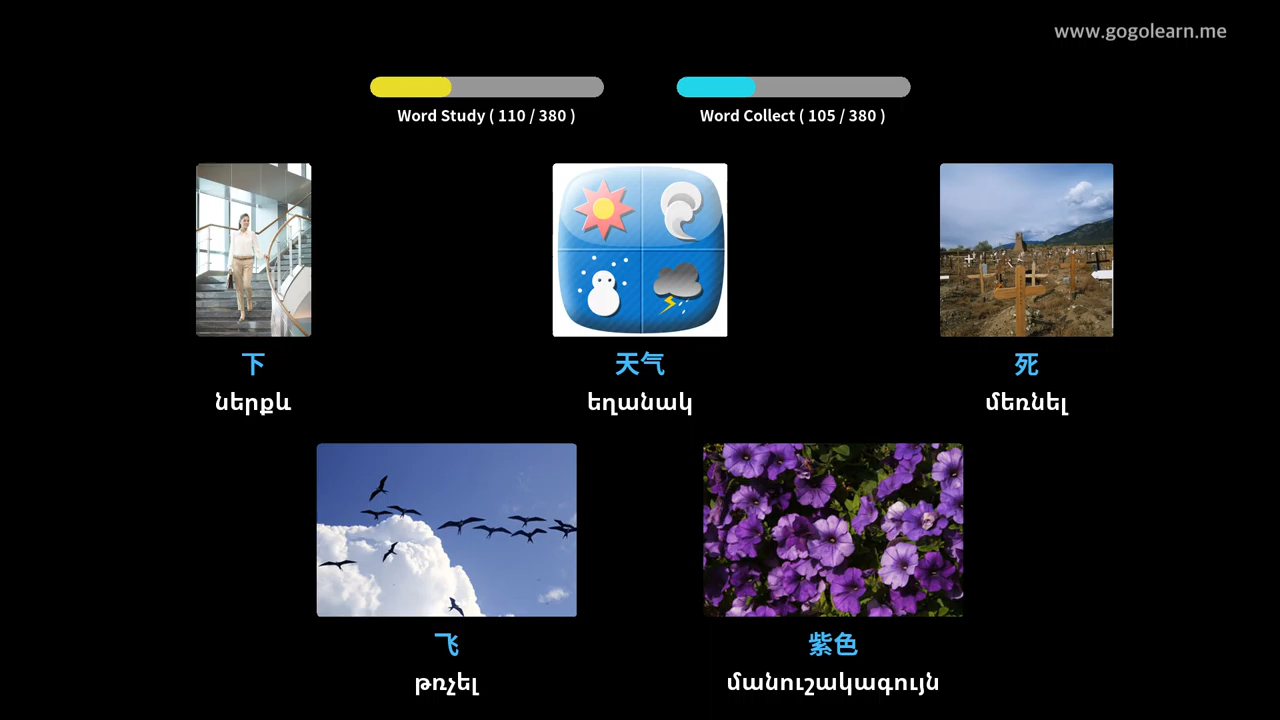 www.gogolearn.me
Word Study ( 110 / 380 )
Word Collect ( 105 / 380 )
下
天气
死
ներքև
եղանակ
մեռնել
飞
紫色
թռչել
մանուշակագույն